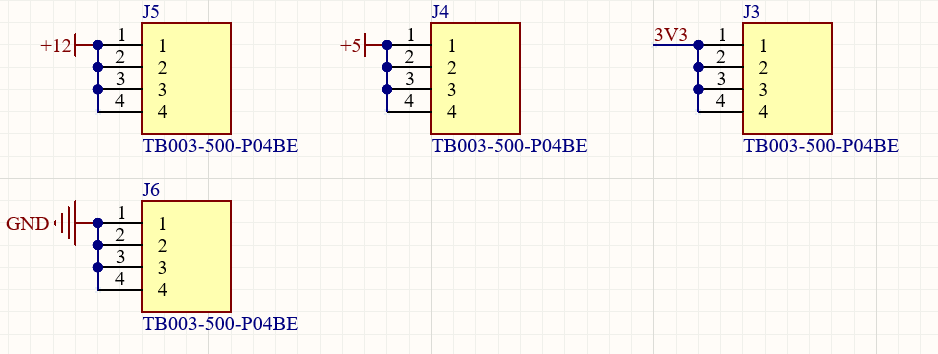 J5
+12
1 1
2 2
3 3
4 4
TB003-500-P04BE
J4
+5
1 1
2 2
3 3
4 4
TB003-500-P04BE
J3
3V3
1 1
2 2
3 3
4 4
TB003-500-P04BE
J6
GND
1 1
2 2
3 3
4 4
TB003-500-P04BE